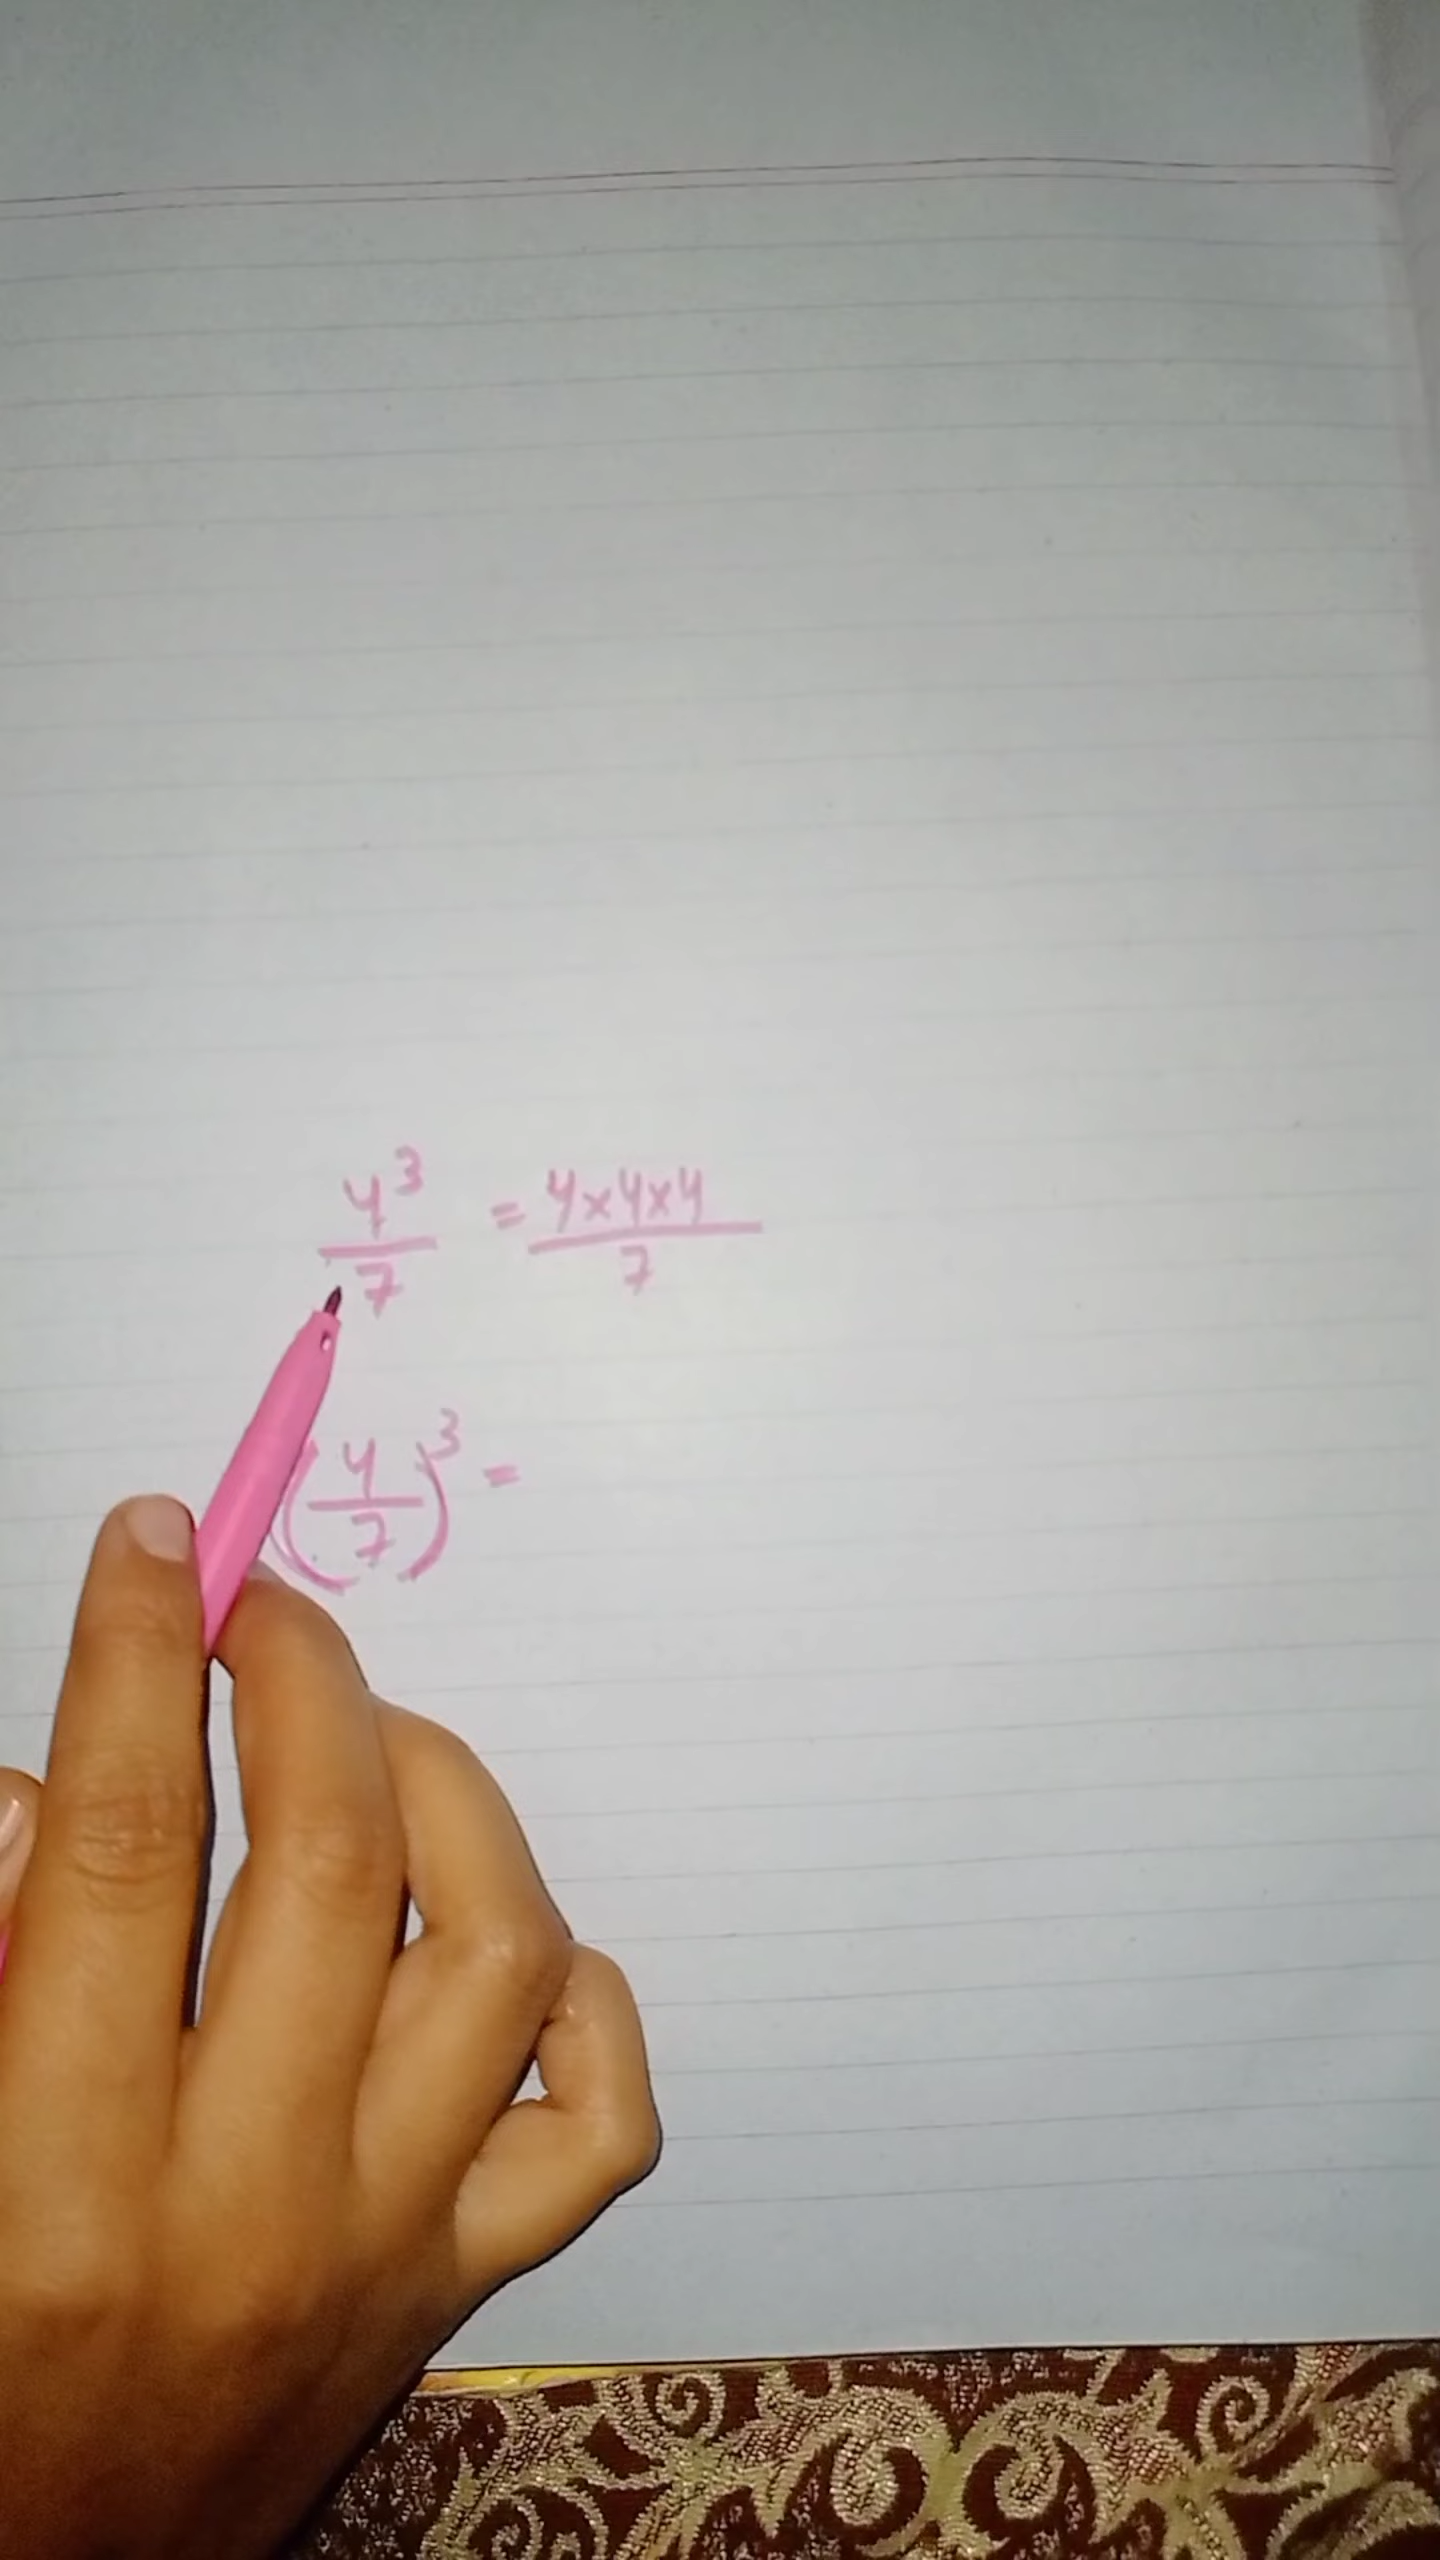 4³/7 = 4×4×4/7
(4/7)³ =